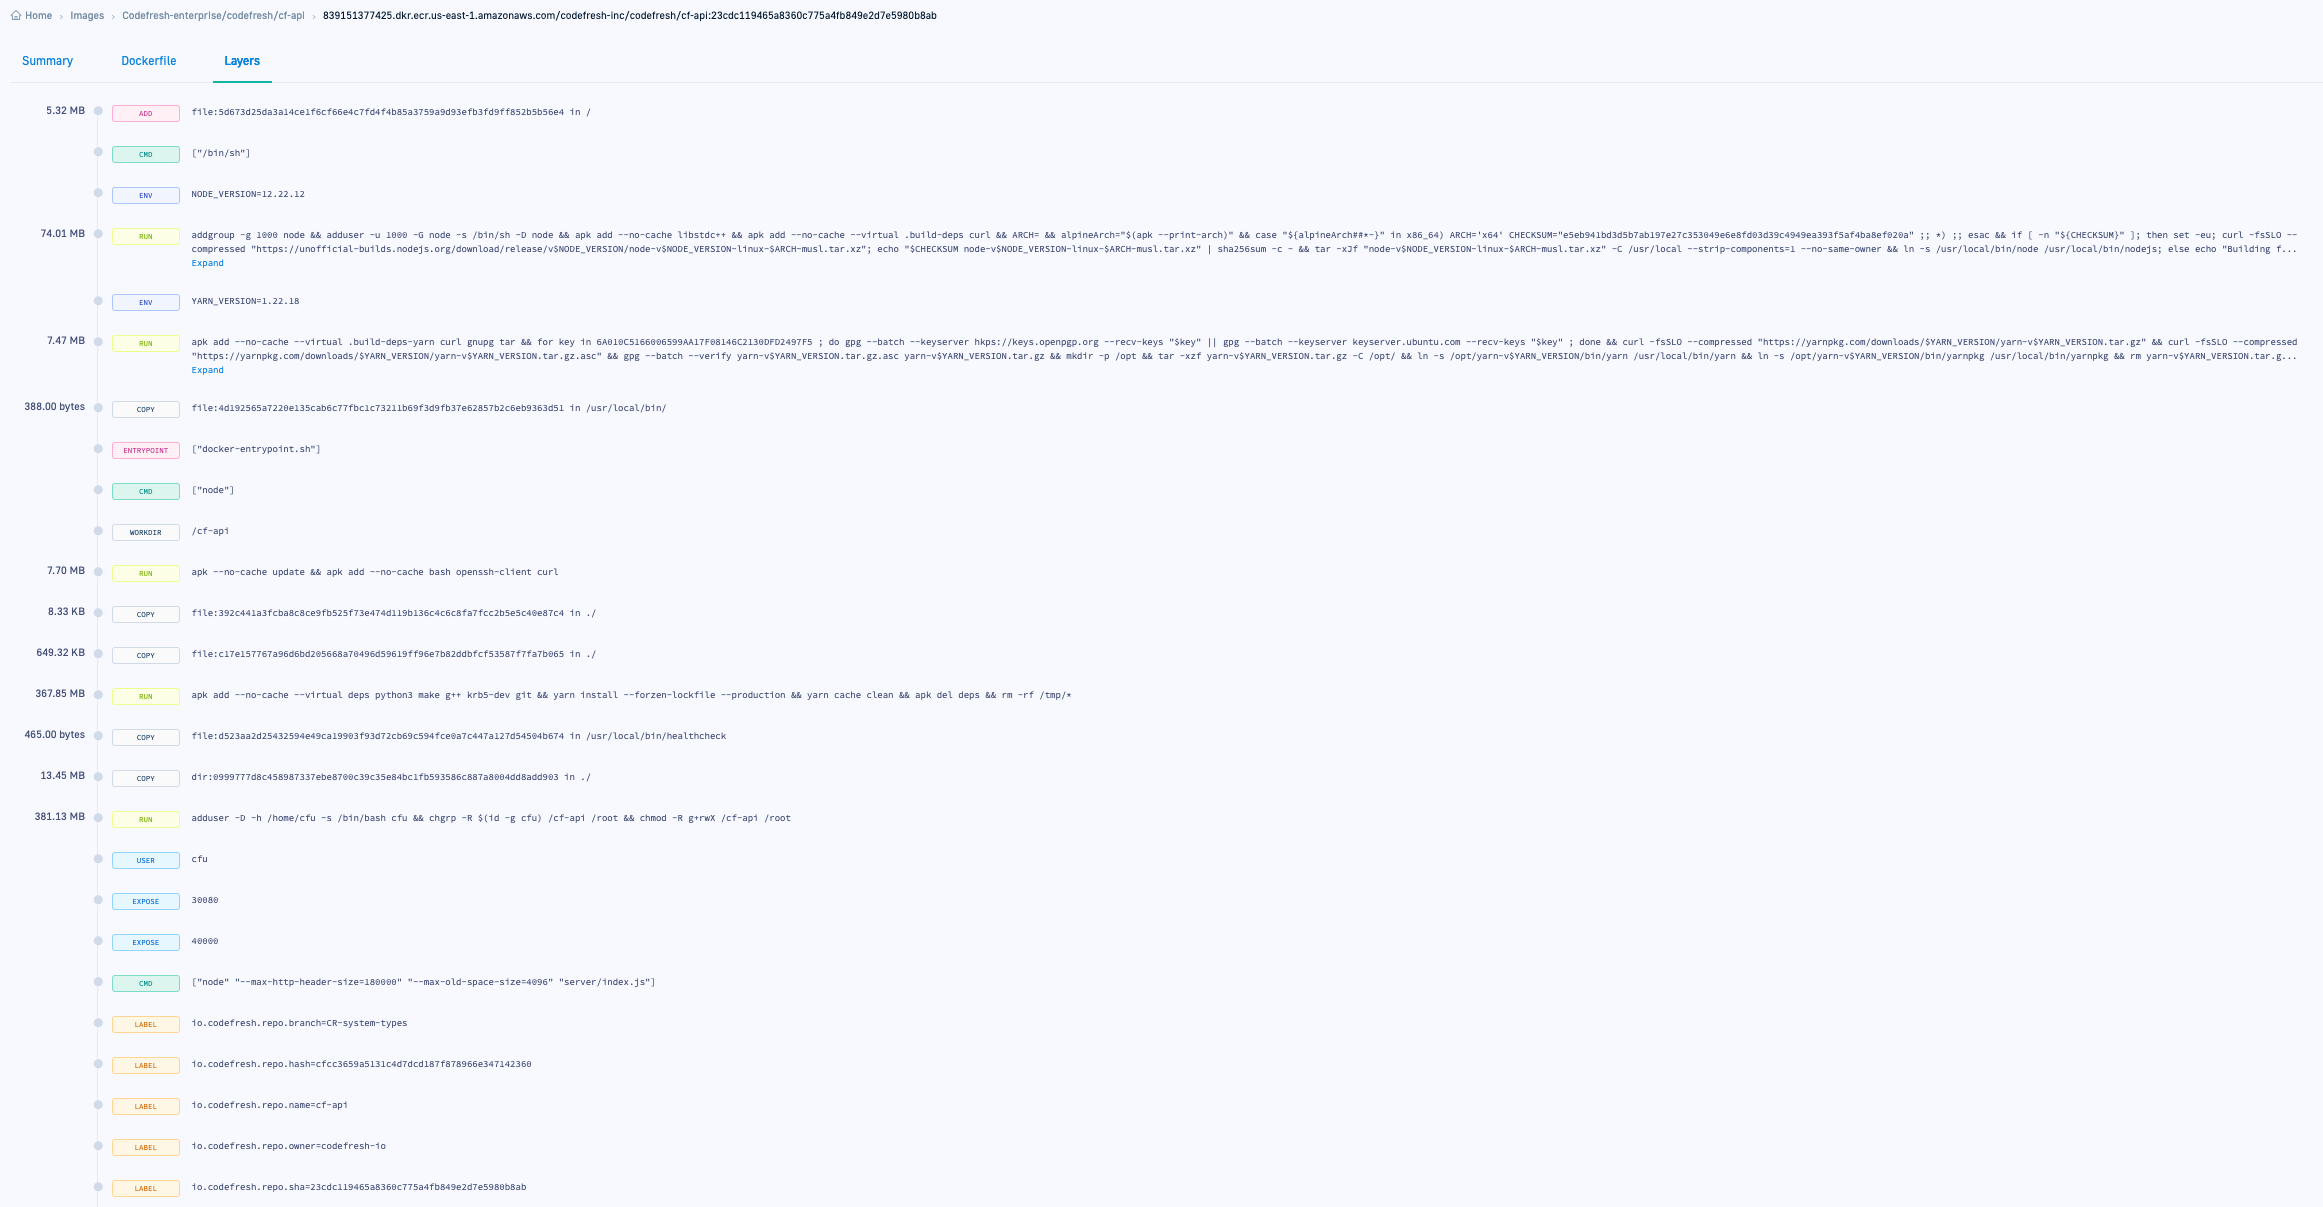 Home › Images › Codefresh-enterprise/codefresh/cf-api › 839151377425.dkr.ecr.us-east-1.amazonaws.com/codefresh-inc/codefresh/cf-api:23cdc119465a8360c775a4fb849e2d7e5980b8ab
Summary Dockerfile Layers
5.32 MB ADD file:5d673d25da3a14ce1f6cf66e4c7fd4f4b85a3759a9d93efb3fd9ff852b5b56e4 in /
CMD ["/bin/sh"]
ENV NODE_VERSION=12.22.12
74.01 MB RUN addgroup -g 1000 node && adduser -u 1000 -G node -s /bin/sh -D node && apk add --no-cache libstdc++ && apk add --no-cache --virtual .build-deps curl && ARCH= && alpineArch="$(apk --print-arch)" && case "${alpineArch##*-}" in x86_64) ARCH='x64' CHECKSUM="e5eb941bd3d5b7ab197e27c353049e6e8fd03d39c4949ea393f5af4ba8ef020a" ;; *) ;; esac && if [ -n "${CHECKSUM}" ]; then set -eu; curl -fsSLO --
compressed "https://unofficial-builds.nodejs.org/download/release/v$NODE_VERSION/node-v$NODE_VERSION-linux-$ARCH-musl.tar.xz"; echo "$CHECKSUM node-v$NODE_VERSION-linux-$ARCH-musl.tar.xz" | sha256sum -c - && tar -xJf "node-v$NODE_VERSION-linux-$ARCH-musl.tar.xz" -C /usr/local --strip-components=1 --no-same-owner && ln -s /usr/local/bin/node /usr/local/bin/nodejs; else echo "Building f...
Expand
ENV YARN_VERSION=1.22.18
7.47 MB RUN apk add --no-cache --virtual .build-deps-yarn curl gnupg tar && for key in 6A010C5166006599AA17F08146C2130DFD2497F5 ; do gpg --batch --keyserver hkps://keys.openpgp.org --recv-keys "$key" || gpg --batch --keyserver keyserver.ubuntu.com --recv-keys "$key" ; done && curl -fsSLO --compressed "https://yarnpkg.com/downloads/$YARN_VERSION/yarn-v$YARN_VERSION.tar.gz" && curl -fsSLO --compressed
"https://yarnpkg.com/downloads/$YARN_VERSION/yarn-v$YARN_VERSION.tar.gz.asc" && gpg --batch --verify yarn-v$YARN_VERSION.tar.gz.asc yarn-v$YARN_VERSION.tar.gz && mkdir -p /opt && tar -xzf yarn-v$YARN_VERSION.tar.gz -C /opt/ && ln -s /opt/yarn-v$YARN_VERSION/bin/yarn /usr/local/bin/yarn && ln -s /opt/yarn-v$YARN_VERSION/bin/yarnpkg /usr/local/bin/yarnpkg && rm yarn-v$YARN_VERSION.tar.g...
Expand
388.00 bytes COPY file:4d192565a7220e135cab6c77fbc1c73211b69f3d9fb37e62857b2c6eb9363d51 in /usr/local/bin/
ENTRYPOINT ["docker-entrypoint.sh"]
CMD ["node"]
WORKDIR /cf-api
7.70 MB RUN apk --no-cache update && apk add --no-cache bash openssh-client curl
8.33 KB COPY file:392c441a3fcba8c8ce9fb525f73e474d119b136c4c6c8fa7fcc2b5e5c40e87c4 in ./
649.32 KB COPY file:c17e157767a96d6bd205668a70496d59619ff96e7b82ddbfcf53587f7fa7b065 in ./
367.85 MB RUN apk add --no-cache --virtual deps python3 make g++ krb5-dev git && yarn install --forzen-lockfile --production && yarn cache clean && apk del deps && rm -rf /tmp/*
465.00 bytes COPY file:d523aa2d25432594e49ca19903f93d72cb69c594fce0a7c447a127d54504b674 in /usr/local/bin/healthcheck
13.45 MB COPY dir:0999777d8c458987337ebe8700c39c35e84bc1fb593586c887a8004dd8add903 in ./
381.13 MB RUN adduser -D -h /home/cfu -s /bin/bash cfu && chgrp -R $(id -g cfu) /cf-api /root && chmod -R g+rwX /cf-api /root
USER cfu
EXPOSE 30080
EXPOSE 40000
CMD ["node" "--max-http-header-size=180000" "--max-old-space-size=4096" "server/index.js"]
LABEL io.codefresh.repo.branch=CR-system-types
LABEL io.codefresh.repo.hash=cfcc3659a5131c4d7dcd187f878966e347142360
LABEL io.codefresh.repo.name=cf-api
LABEL io.codefresh.repo.owner=codefresh-io
LABEL io.codefresh.repo.sha=23cdc119465a8360c775a4fb849e2d7e5980b8ab